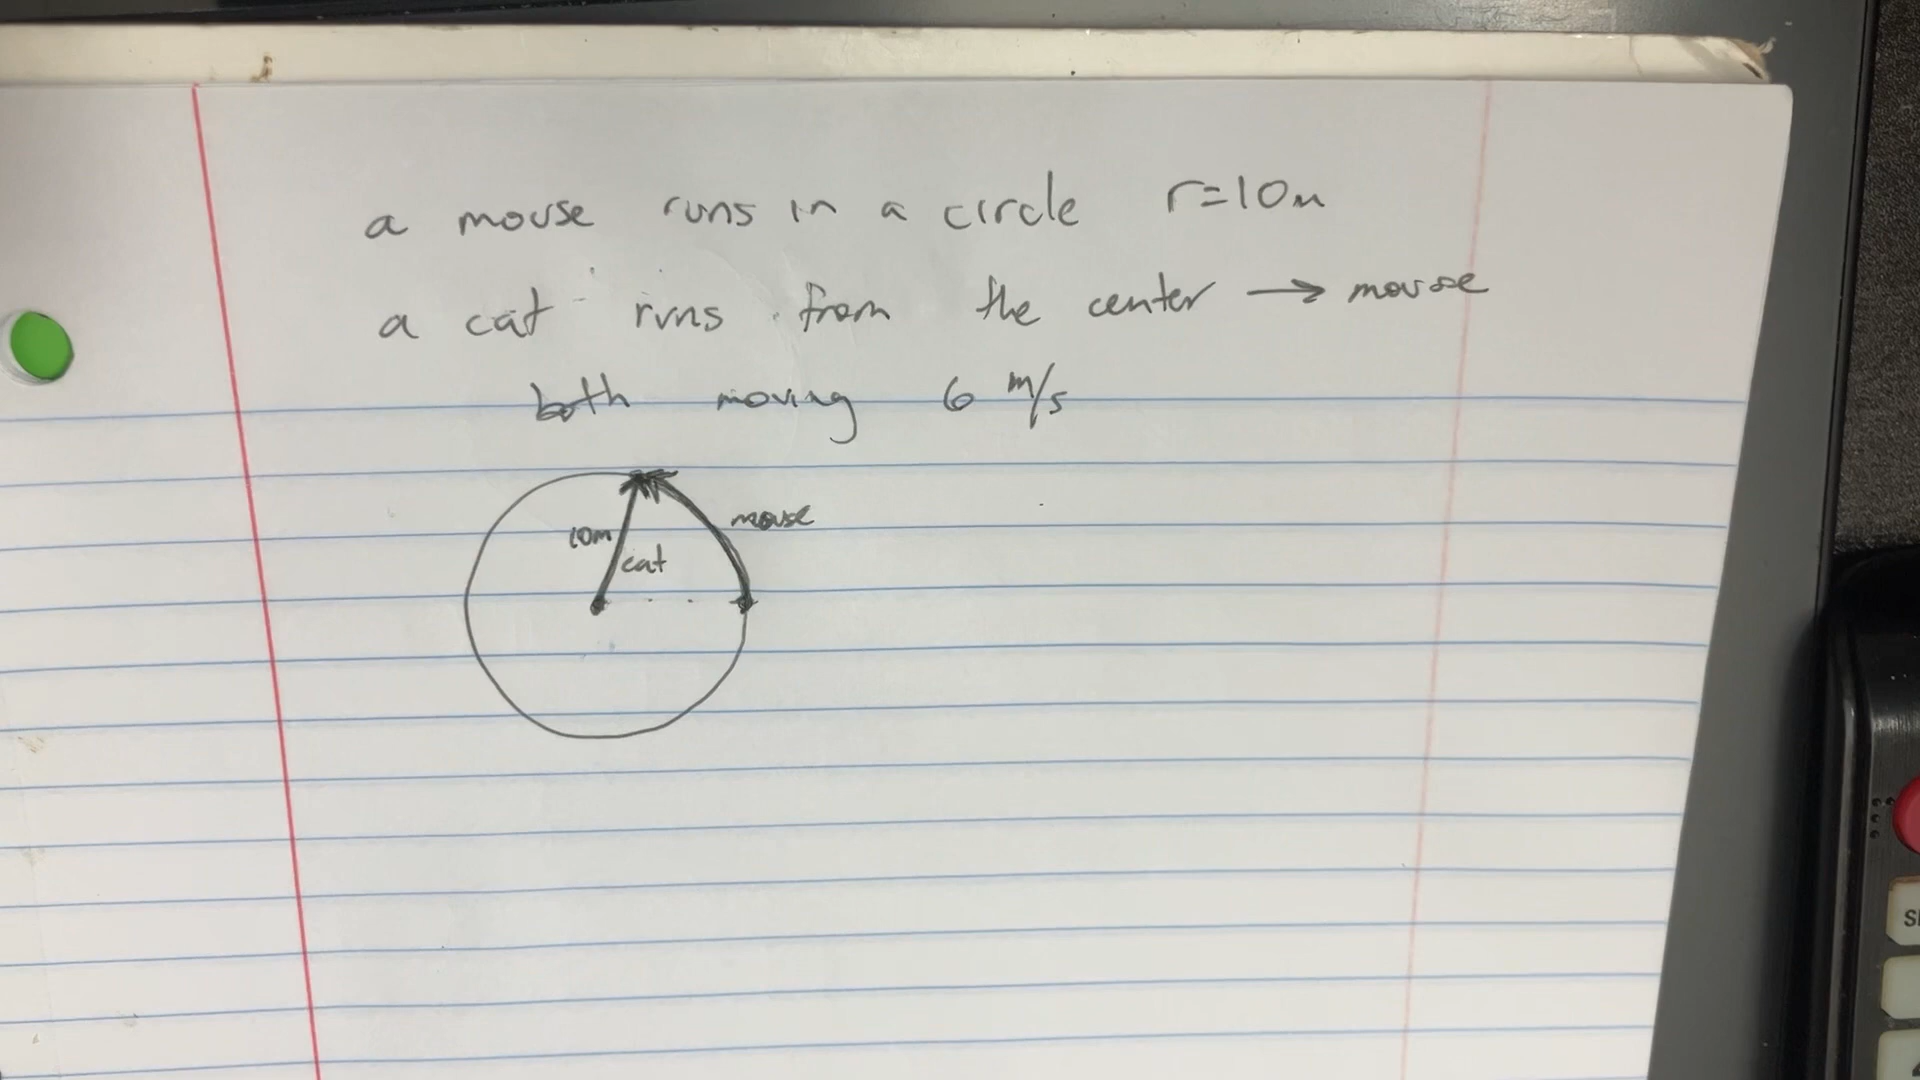 a mouse runs in a circle r=10m
a cat runs from the center → mouse
both moving 6 m/s
mouse
10m
cat